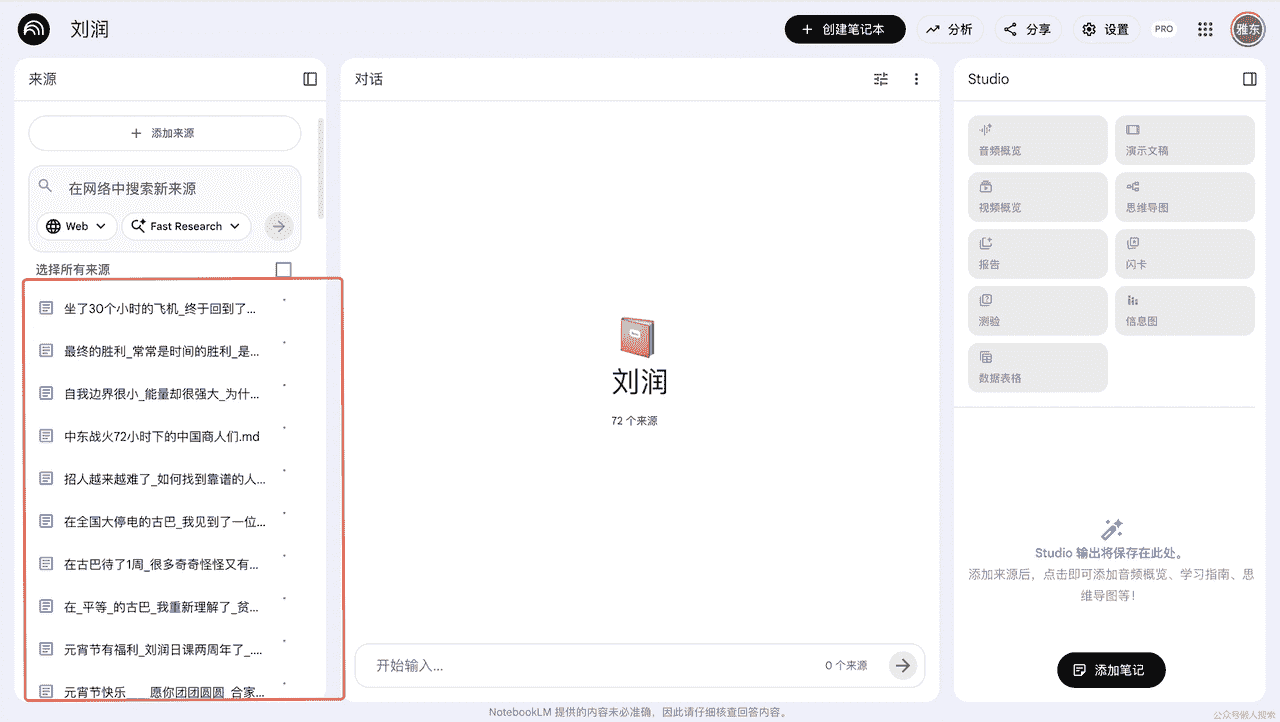 刘润
创建笔记本
分析
分享
设置
PRO
雅东
来源
添加来源
在网络中搜索新来源
Web
Fast Research
选择所有来源
坐了30个小时的飞机_终于回到了...
最终的胜利_常常是时间的胜利_是...
自我边界很小_能量却很强大_为什...
中东战火72小时下的中国商人们.md
招人越来越难了_如何找到靠谱的人...
在全国大停电的古巴_我见到了一位...
在古巴待了1周_很多奇奇怪怪又有...
在_平等_的古巴_我重新理解了_贫...
元宵节有福利_刘润日课两周年了_....
元宵节快乐___愿你团团圆圆_合家...
对话
刘润
72 个来源
开始输入...
0 个来源
NotebookLM 提供的内容未必准确，因此请仔细核查回答内容。
Studio
音频概览
演示文稿
视频概览
思维导图
报告
闪卡
测验
信息图
数据表格
Studio 输出将保存在此处。
添加来源后，点击即可添加音频概览、学习指南、思
维导图等！
添加笔记
公众号懒人搜索